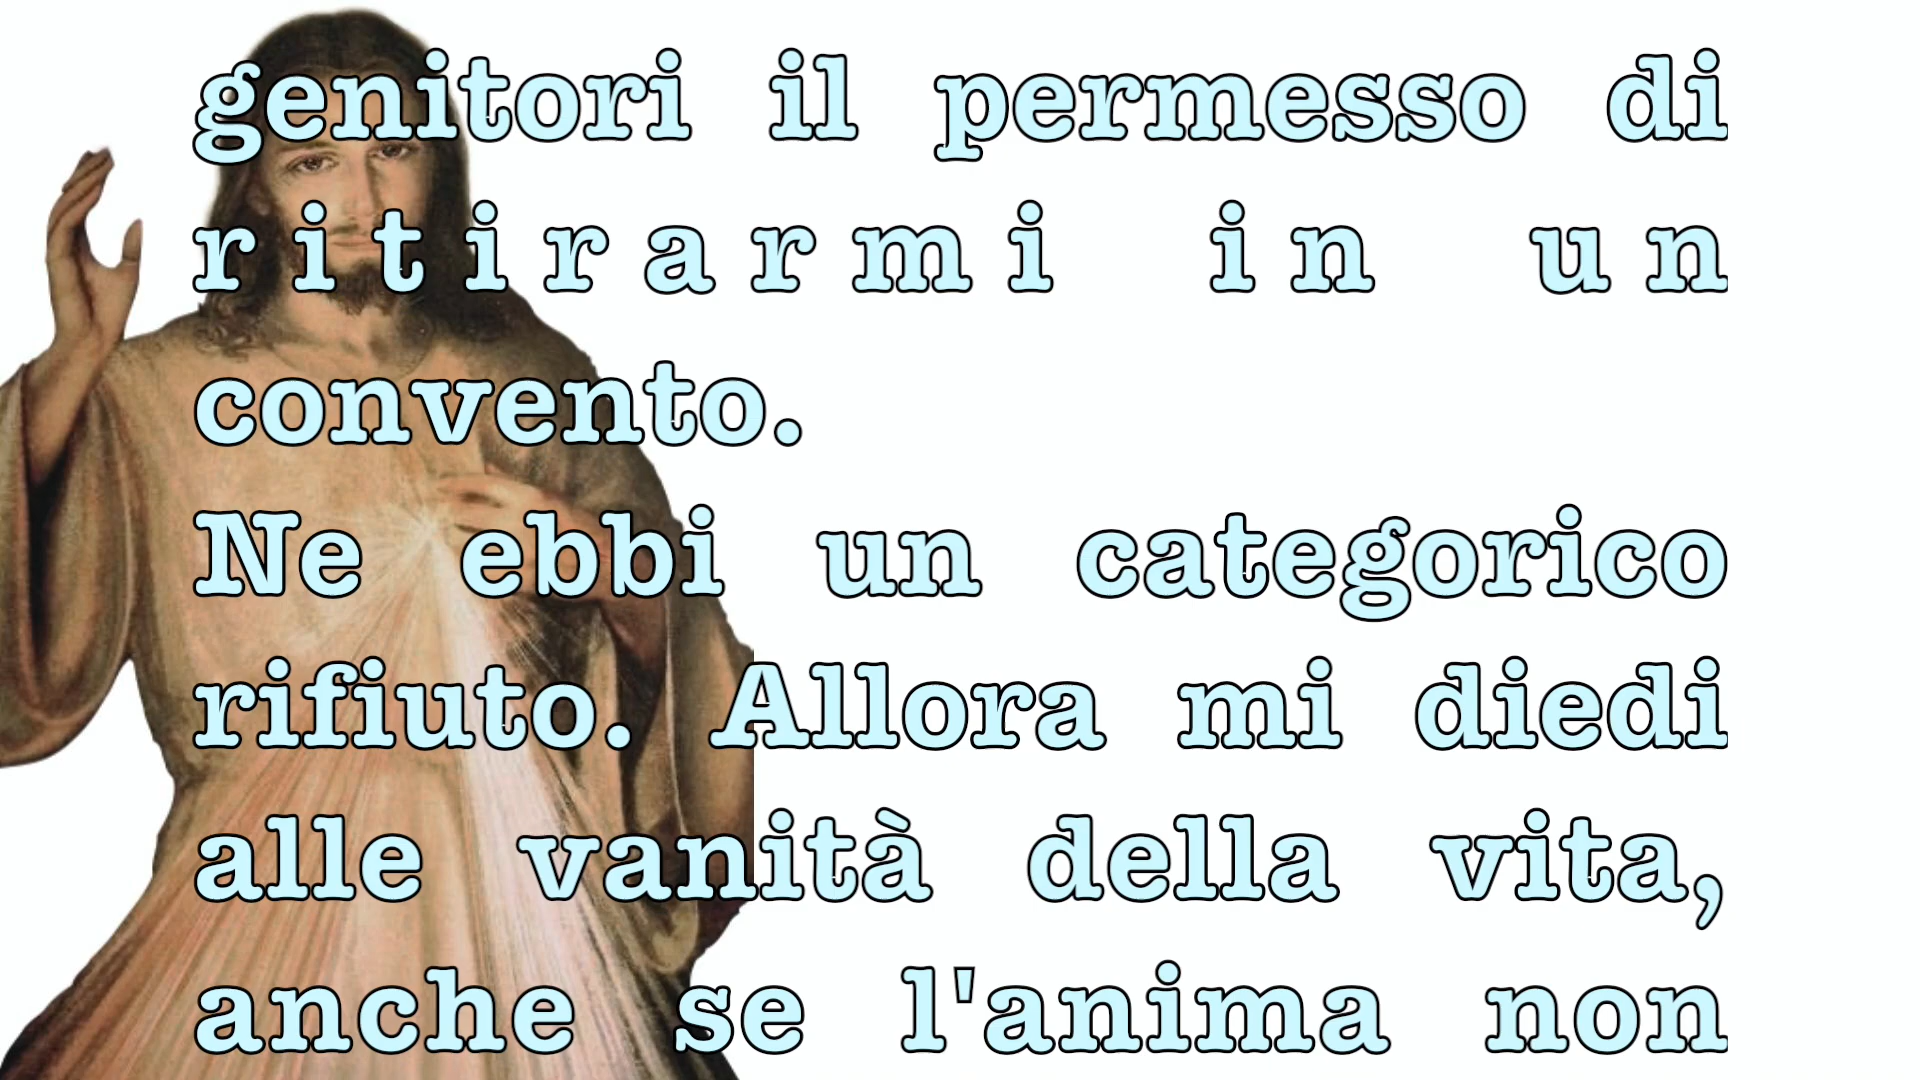 genitori il permesso di
ritirarmi in un
convento.
Ne ebbi un categorico
rifiuto. Allora mi diedi
alle vanità della vita,
anche se l'anima non